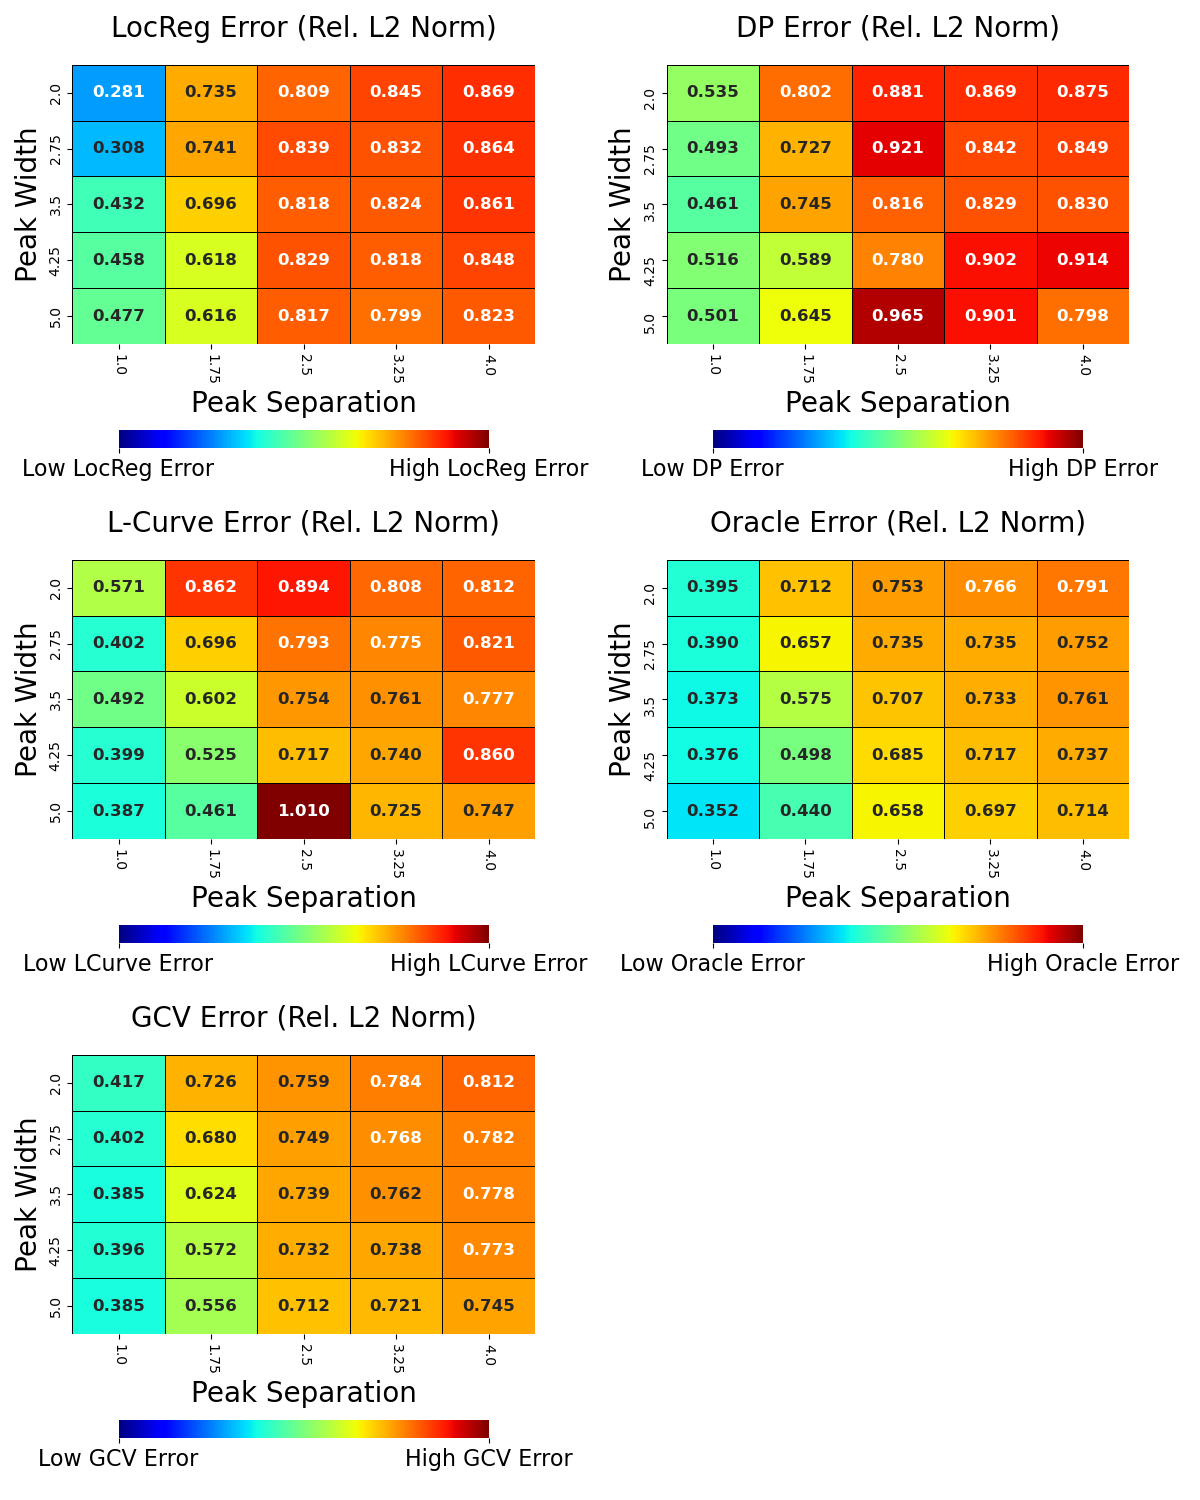 LocReg Error (Rel. L2 Norm)
Peak Width
2.0 0.281 0.735 0.809 0.845 0.869
2.75 0.308 0.741 0.839 0.832 0.864
3.5 0.432 0.696 0.818 0.824 0.861
4.25 0.458 0.618 0.829 0.818 0.848
5.0 0.477 0.616 0.817 0.799 0.823
1.0 1.75 2.5 3.25 4.0
Peak Separation
Low LocReg Error High LocReg Error
DP Error (Rel. L2 Norm)
Peak Width
2.0 0.535 0.802 0.881 0.869 0.875
2.75 0.493 0.727 0.921 0.842 0.849
3.5 0.461 0.745 0.816 0.829 0.830
4.25 0.516 0.589 0.780 0.902 0.914
5.0 0.501 0.645 0.965 0.901 0.798
1.0 1.75 2.5 3.25 4.0
Peak Separation
Low DP Error High DP Error
L-Curve Error (Rel. L2 Norm)
Peak Width
2.0 0.571 0.862 0.894 0.808 0.812
2.75 0.402 0.696 0.793 0.775 0.821
3.5 0.492 0.602 0.754 0.761 0.777
4.25 0.399 0.525 0.717 0.740 0.860
5.0 0.387 0.461 1.010 0.725 0.747
1.0 1.75 2.5 3.25 4.0
Peak Separation
Low LCurve Error High LCurve Error
Oracle Error (Rel. L2 Norm)
Peak Width
2.0 0.395 0.712 0.753 0.766 0.791
2.75 0.390 0.657 0.735 0.735 0.752
3.5 0.373 0.575 0.707 0.733 0.761
4.25 0.376 0.498 0.685 0.717 0.737
5.0 0.352 0.440 0.658 0.697 0.714
1.0 1.75 2.5 3.25 4.0
Peak Separation
Low Oracle Error High Oracle Error
GCV Error (Rel. L2 Norm)
Peak Width
2.0 0.417 0.726 0.759 0.784 0.812
2.75 0.402 0.680 0.749 0.768 0.782
3.5 0.385 0.624 0.739 0.762 0.778
4.25 0.396 0.572 0.732 0.738 0.773
5.0 0.385 0.556 0.712 0.721 0.745
1.0 1.75 2.5 3.25 4.0
Peak Separation
Low GCV Error High GCV Error